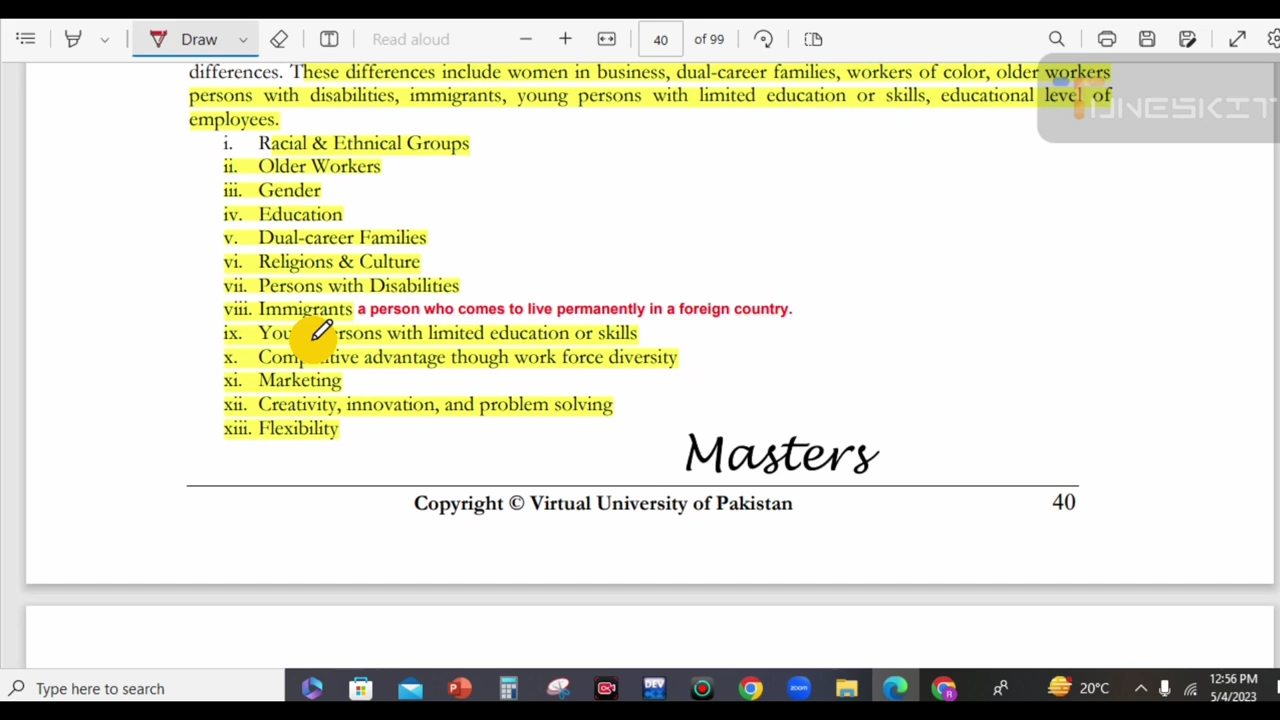 Draw
Read aloud
40
of 99
differences. These differences include women in business, dual-career families, workers of color, older workers
persons with disabilities, immigrants, young persons with limited education or skills, educational level of
employees.
TUNESKIT
i. Racial & Ethnical Groups
ii. Older Workers
iii. Gender
iv. Education
v. Dual-career Families
vi. Religions & Culture
vii. Persons with Disabilities
viii. Immigrants a person who comes to live permanently in a foreign country.
ix. with limited education or skills
x. advantage though work force diversity
xi. Marketing
xii. Creativity, innovation, and problem solving
xiii. Flexibility
Masters
Copyright © Virtual University of Pakistan 40
Type here to search
DEV
zoom
20°C
12:56 PM
5/4/2023